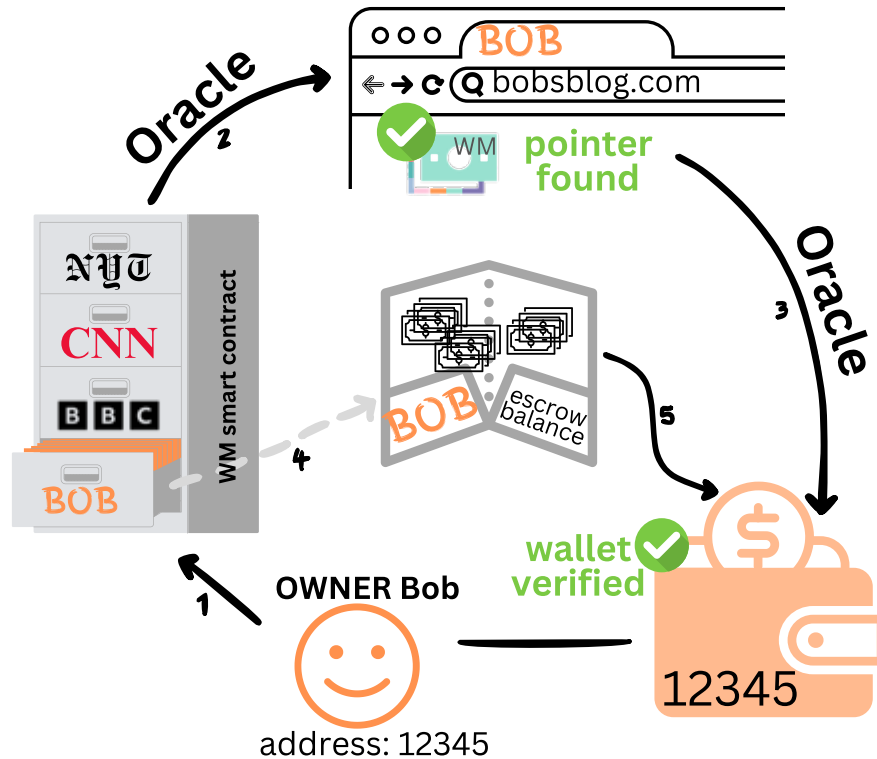 BOB
bobsblog.com
Oracle
2
WM
pointer
found
NYT
CNN
BBC
BOB
WM smart contract
Oracle
3
BOB
escrow
balance
4
5
wallet
verified
1
OWNER Bob
12345
address: 12345